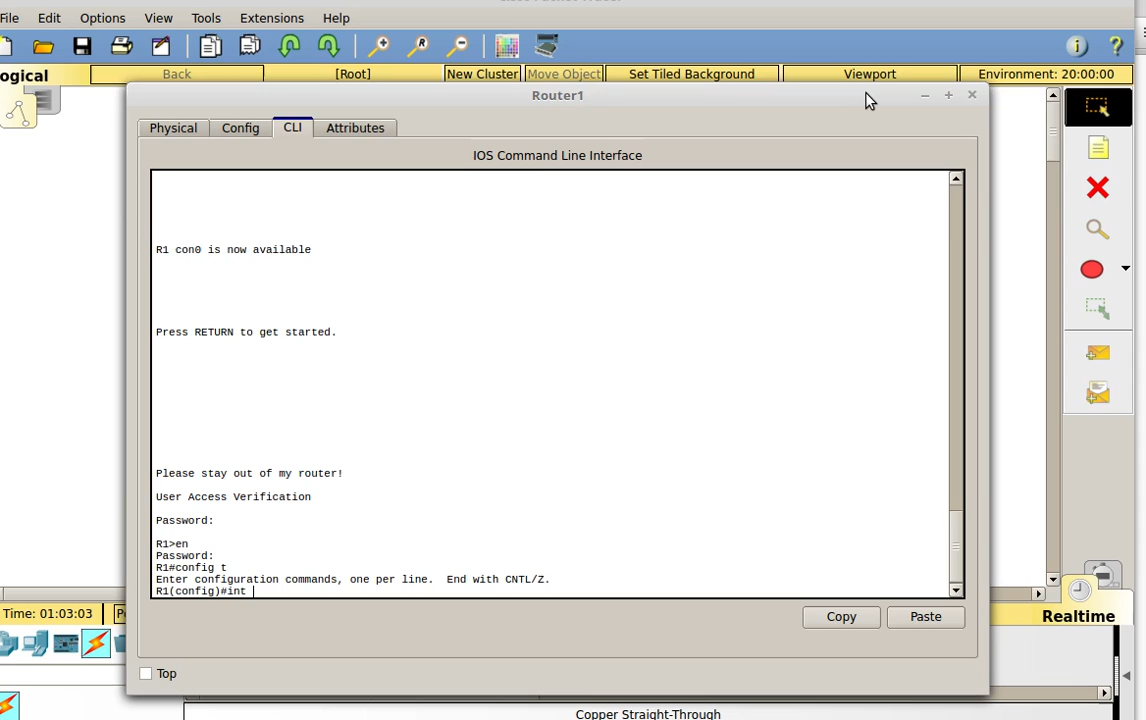 File Edit Options View Tools Extensions Help
ogical Back [Root] New Cluster Move Object Set Tiled Background Viewport Environment: 20:00:00
Router1
Physical Config CLI Attributes
IOS Command Line Interface
R1 con0 is now available
Press RETURN to get started.
Please stay out of my router!
User Access Verification
Password:
R1>en
Password:
R1#config t
Enter configuration commands, one per line.  End with CNTL/Z.
R1(config)#int
Copy Paste
Time: 01:03:03
Realtime
Top
Copper Straight-Through